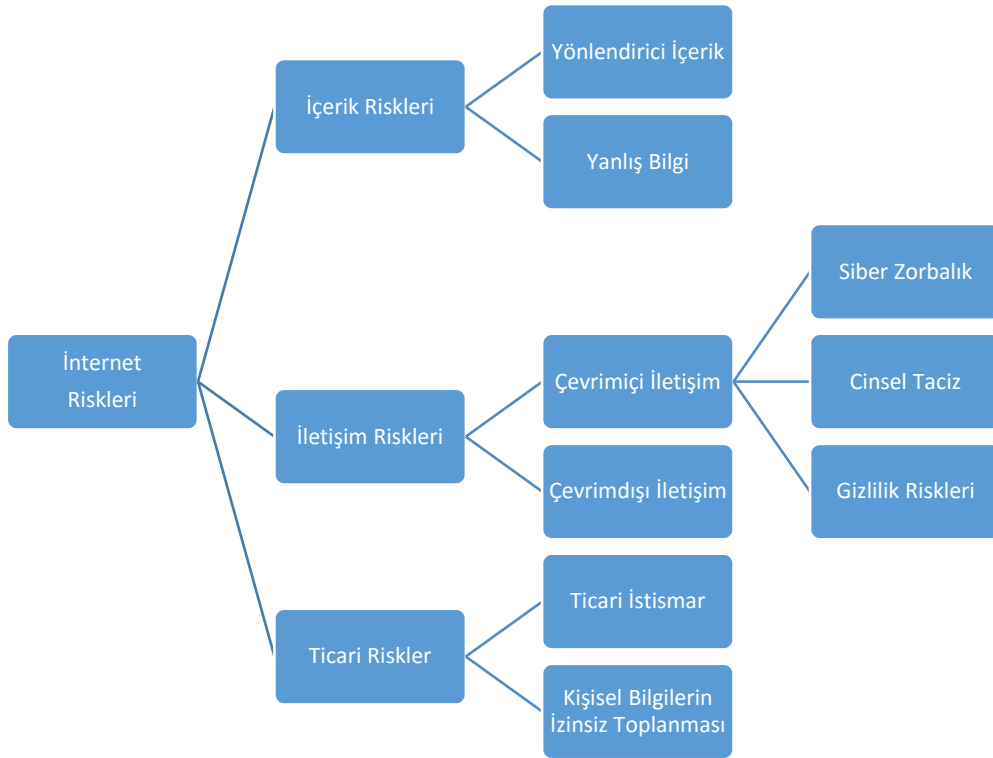 İnternet
Riskleri
İçerik Riskleri
Yönlendirici İçerik
Yanlış Bilgi
İletişim Riskleri
Çevrimiçi İletişim
Siber Zorbalık
Cinsel Taciz
Gizlilik Riskleri
Çevrimdışı İletişim
Ticari Riskler
Ticari İstismar
Kişisel Bilgilerin
İzinsiz Toplanması